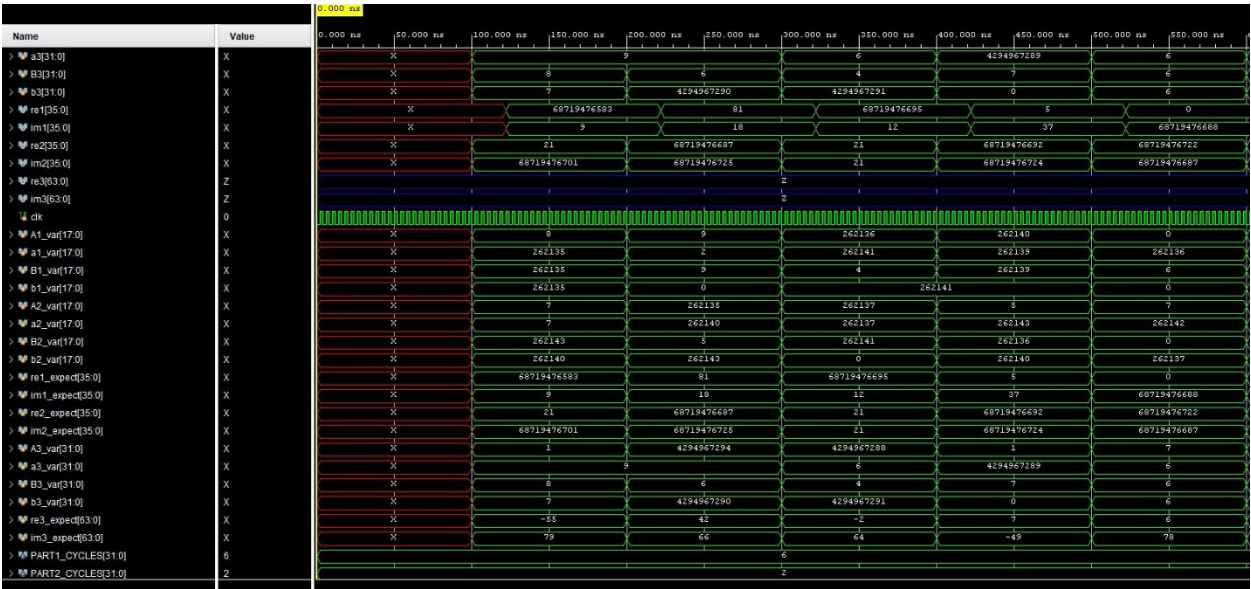 0.000 ns
Name Value 0.000 ns 50.000 ns 100.000 ns 150.000 ns 200.000 ns 250.000 ns 300.000 ns 350.000 ns 400.000 ns 450.000 ns 500.000 ns 550.000 ns
a3[31:0] X X 9 6 4294967289 6
B3[31:0] X X 8 6 4 7 6
b3[31:0] X X 7 4294967290 4294967291 0 6
re1[35:0] X X 68719476583 81 68719476695 5 0
im1[35:0] X X 9 18 12 37 68719476688
re2[35:0] X X 21 68719476687 21 68719476692 68719476722
im2[35:0] X X 68719476701 68719476725 21 68719476724 68719476687
re3[63:0] Z Z
im3[63:0] Z Z
clk 0
A1_var[17:0] X X 8 9 262136 262140 0
a1_var[17:0] X X 262135 2 262141 262139 262136
B1_var[17:0] X X 262135 9 4 262139 6
b1_var[17:0] X X 262135 0 262141 0
A2_var[17:0] X X 7 262135 262137 5 7
a2_var[17:0] X X 7 262140 262137 262143 262142
B2_var[17:0] X X 262143 5 262141 262136 0
b2_var[17:0] X X 262140 262143 0 262140 262137
re1_expect[35:0] X X 68719476583 81 68719476695 5 0
im1_expect[35:0] X X 9 18 12 37 68719476688
re2_expect[35:0] X X 21 68719476687 21 68719476692 68719476722
im2_expect[35:0] X X 68719476701 68719476725 21 68719476724 68719476687
A3_var[31:0] X X 1 4294967294 4294967288 1 7
a3_var[31:0] X X 9 6 4294967289 6
B3_var[31:0] X X 8 6 4 7 6
b3_var[31:0] X X 7 4294967290 4294967291 0 6
re3_expect[63:0] X X -55 42 -2 7 6
im3_expect[63:0] X X 79 66 64 -49 78
PART1_CYCLES[31:0] 6 6
PART2_CYCLES[31:0] 2 2